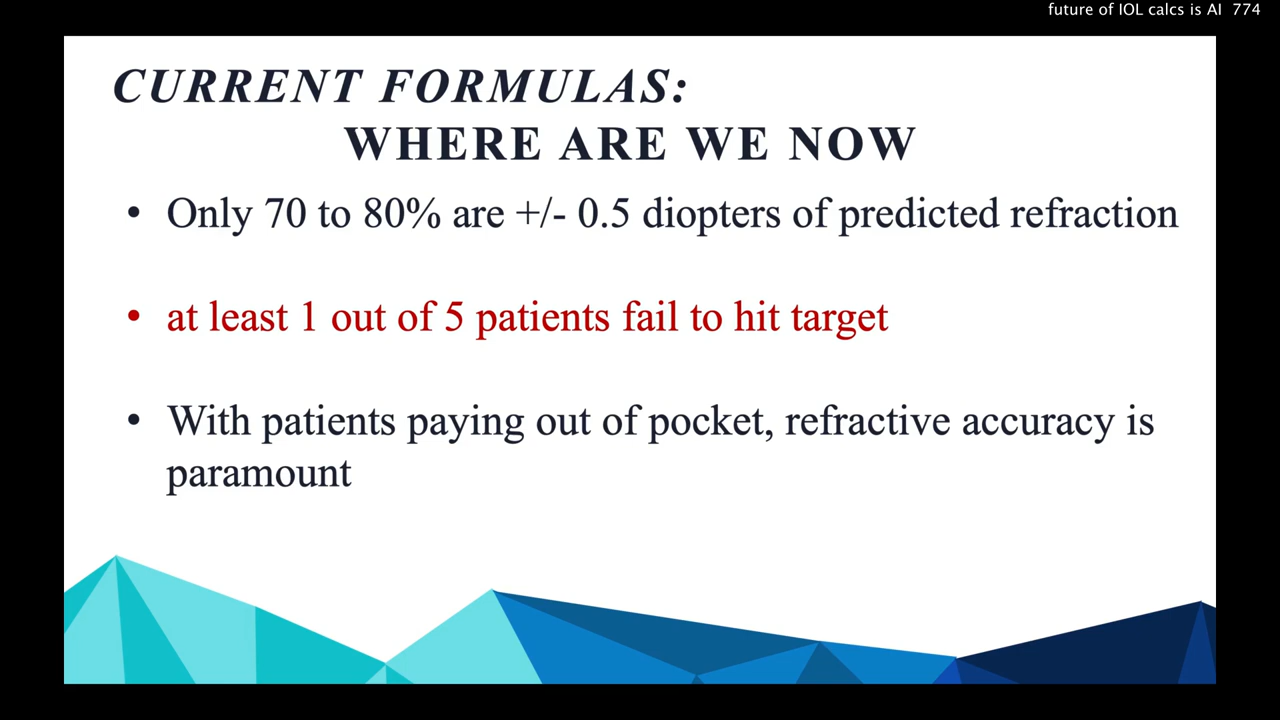 future of IOL calcs is AI 774
CURRENT FORMULAS:
WHERE ARE WE NOW
• Only 70 to 80% are +/- 0.5 diopters of predicted refraction
• at least 1 out of 5 patients fail to hit target
• With patients paying out of pocket, refractive accuracy is
paramount